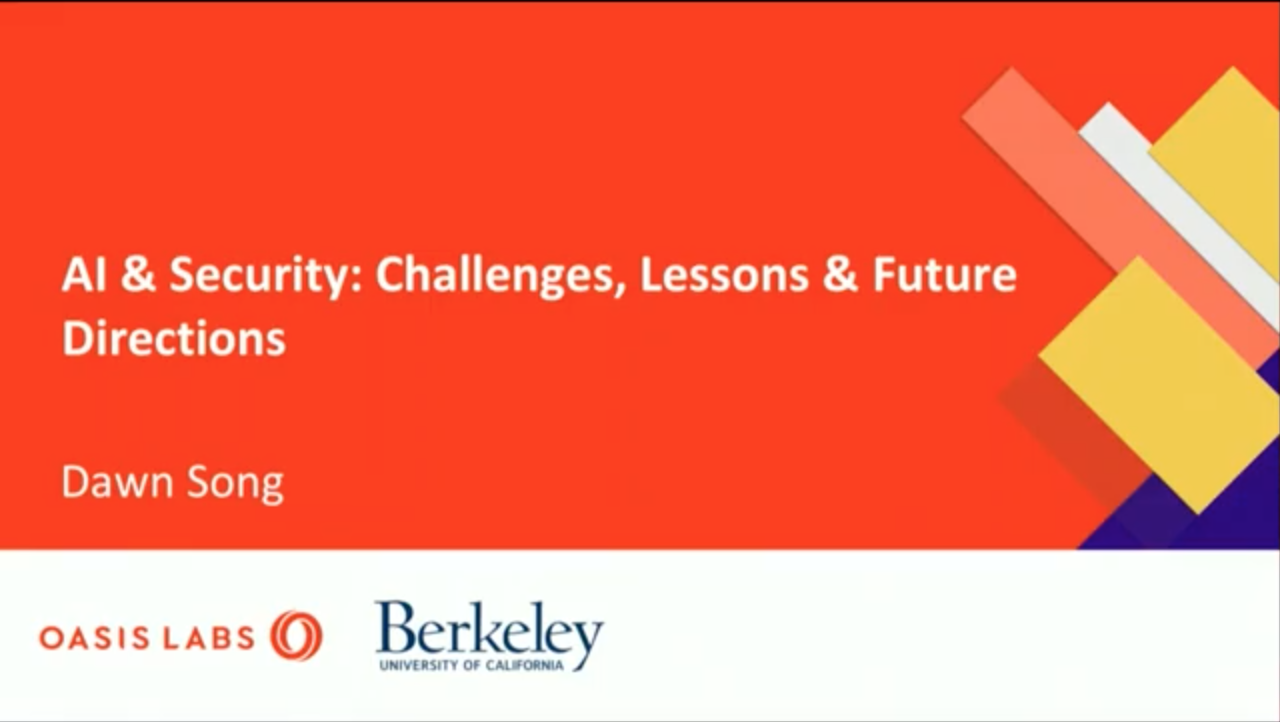 AI & Security: Challenges, Lessons & Future
Directions
Dawn Song
OASIS LABS
Berkeley
UNIVERSITY OF CALIFORNIA